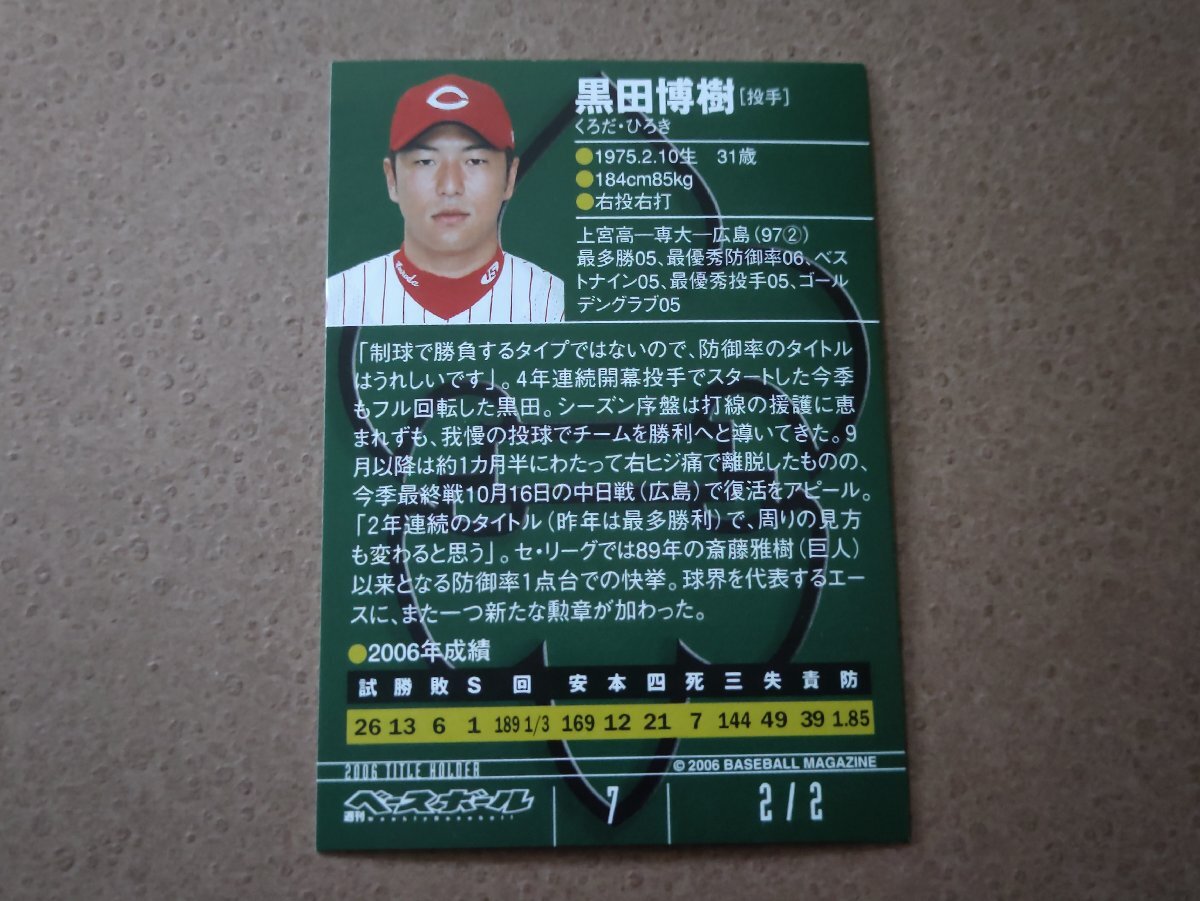 黒田博樹[投手]
くろだ・ひろき
●1975.2.10生 31歳
●184cm85kg
●右投右打
上宮高―専大―広島(97②)
最多勝05、最優秀防御率06、ベス
トナイン05、最優秀投手05、ゴール
デングラブ05
Kuroda
15
「制球で勝負するタイプではないので、防御率のタイトル
はうれしいです」。4年連続開幕投手でスタートした今季
もフル回転した黒田。シーズン序盤は打線の援護に恵
まれずも、我慢の投球でチームを勝利へと導いてきた。9
月以降は約1カ月半にわたって右ヒジ痛で離脱したものの、
今季最終戦10月16日の中日戦(広島)で復活をアピール。
「2年連続のタイトル(昨年は最多勝利)で、周りの見方
も変わると思う」。セ・リーグでは89年の斎藤雅樹(巨人)
以来となる防御率1点台での快挙。球界を代表するエー
スに、また一つ新たな勲章が加わった。
●2006年成績
試 勝 敗 S 回 安 本 四 死 三 失 責 防
26 13 6 1 189 1/3 169 12 21 7 144 49 39 1.85
2006 TITLE HOLDER
© 2006 BASEBALL MAGAZINE
週刊ベースボール
Weekly Baseball
7
2/2